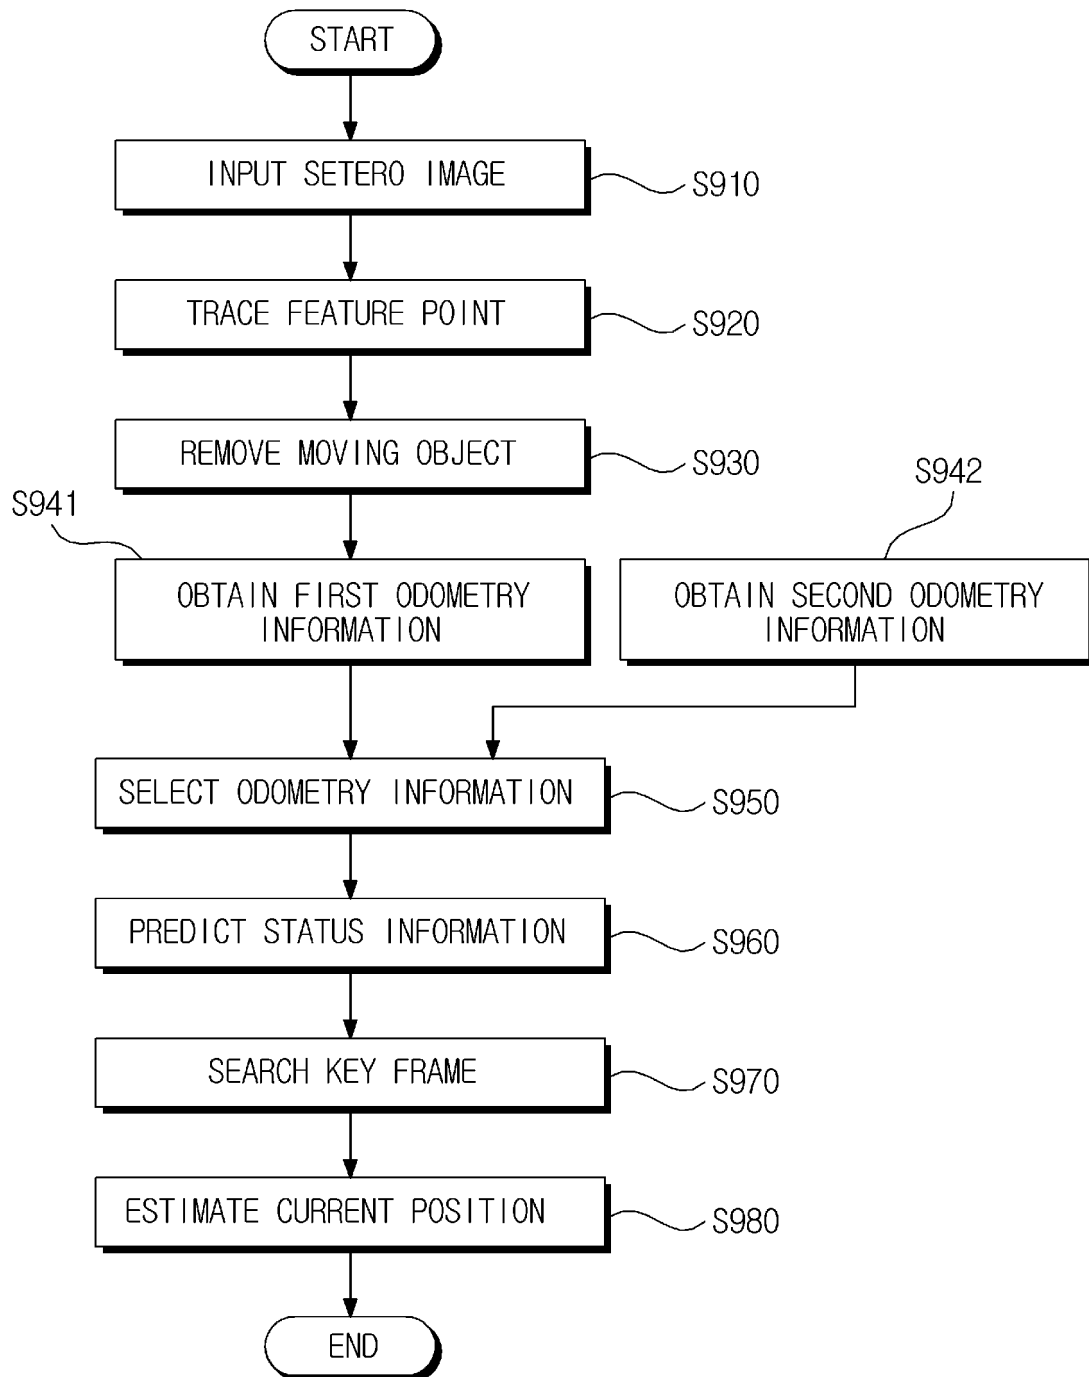 START
INPUT SETERO IMAGE
S910
TRACE FEATURE POINT
S920
REMOVE MOVING OBJECT
S930
S941
S942
OBTAIN FIRST ODOMETRY
INFORMATION
OBTAIN SECOND ODOMETRY
INFORMATION
SELECT ODOMETRY INFORMATION
S950
PREDICT STATUS INFORMATION
S960
SEARCH KEY FRAME
S970
ESTIMATE CURRENT POSITION
S980
END